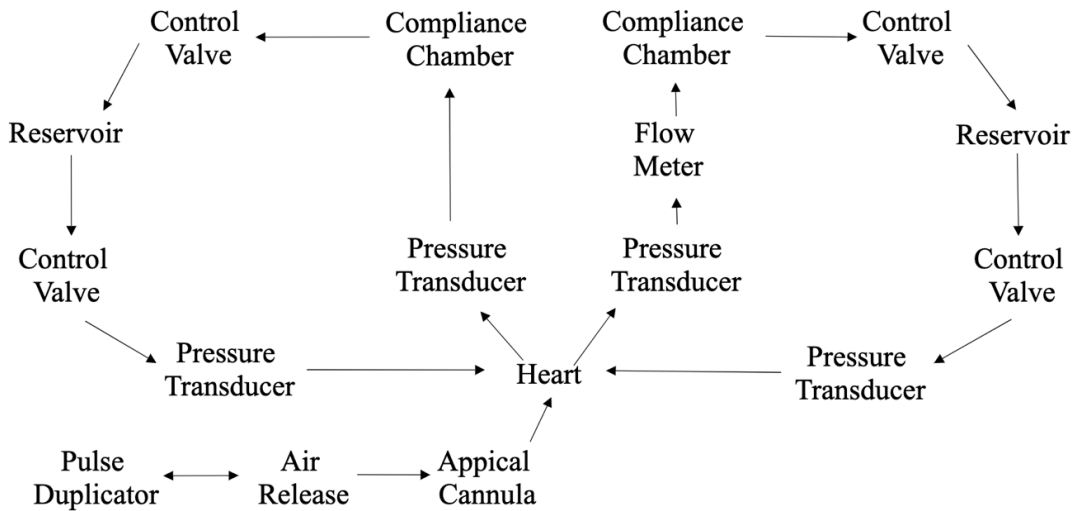 Control
Valve
Compliance
Chamber
Compliance
Chamber
Control
Valve
Reservoir
Flow
Meter
Reservoir
Control
Valve
Pressure
Transducer
Pressure
Transducer
Control
Valve
Pressure
Transducer
Heart
Pressure
Transducer
Pulse
Duplicator
Air
Release
Appical
Cannula